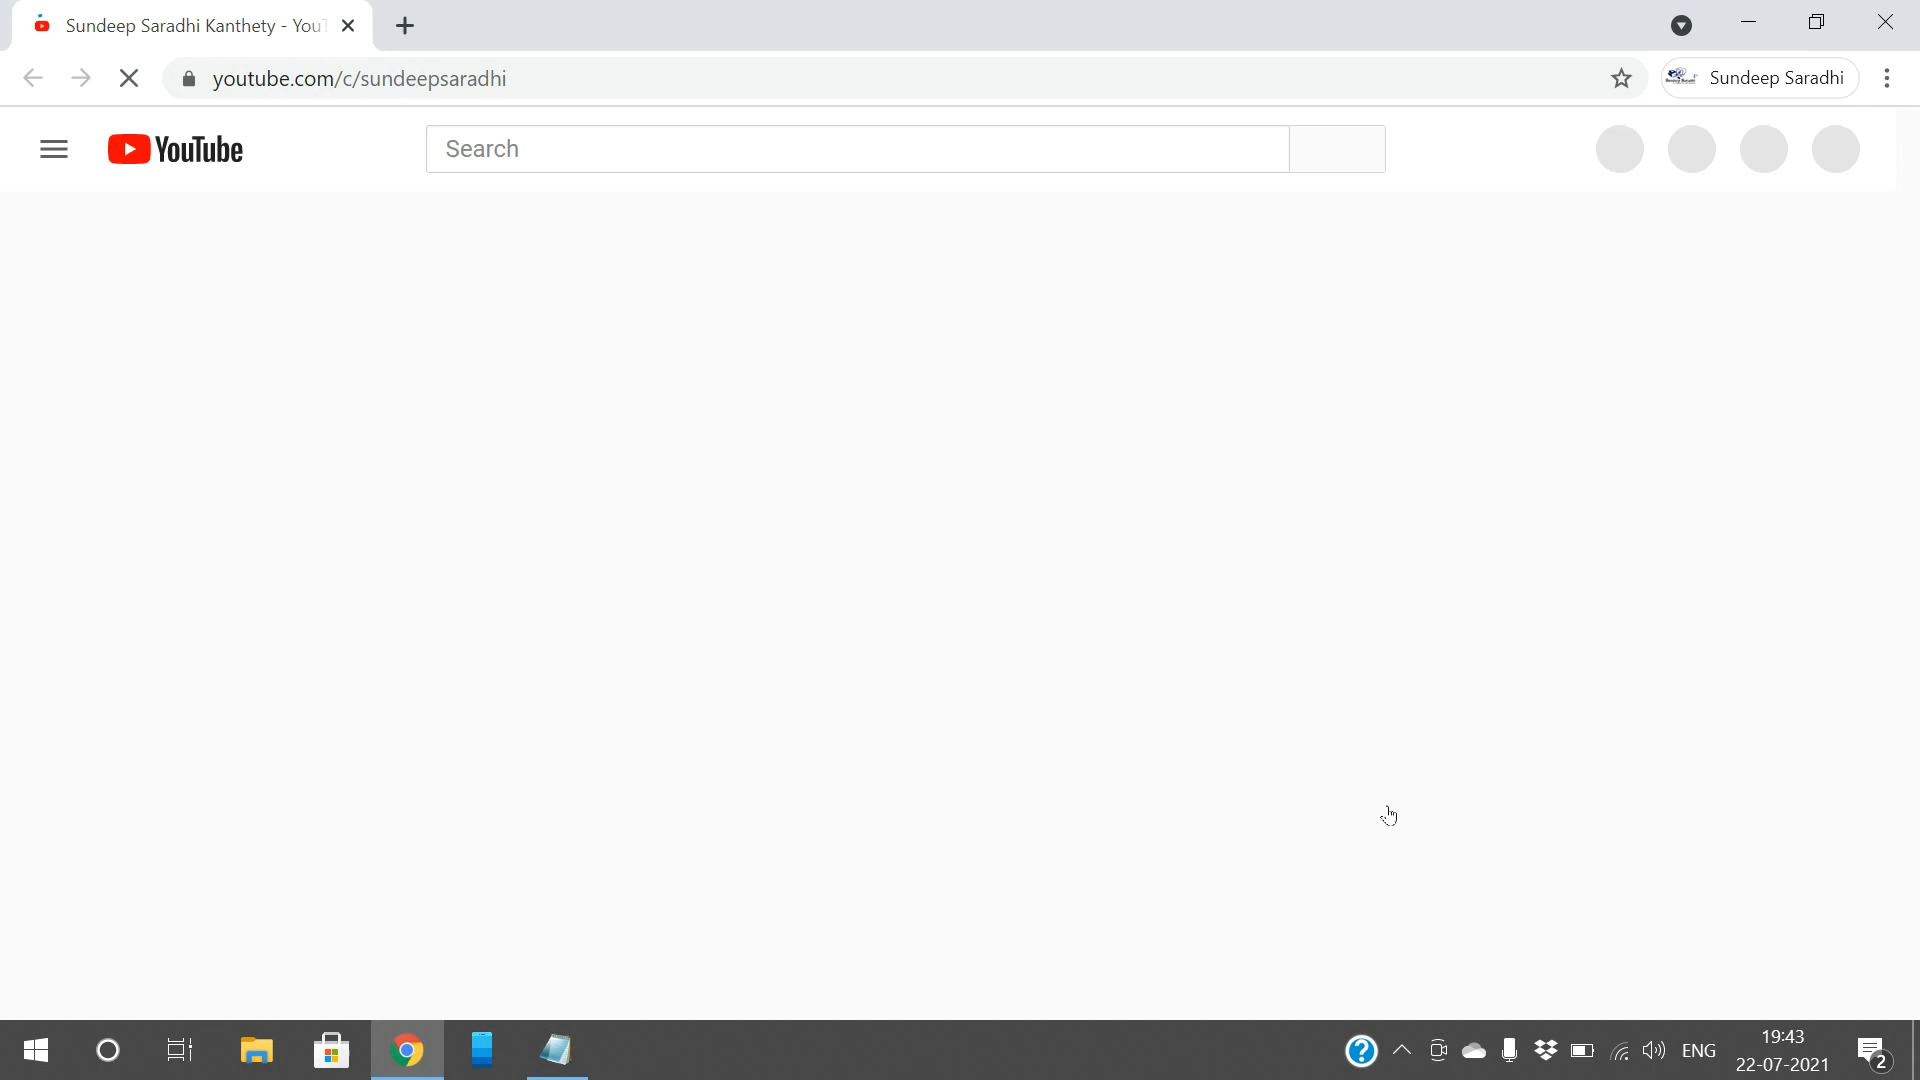 Sundeep Saradhi Kanthety - You
youtube.com/c/sundeepsaradhi
Sundeep Saradhi
YouTube
Search
ENG
19:43
22-07-2021
2